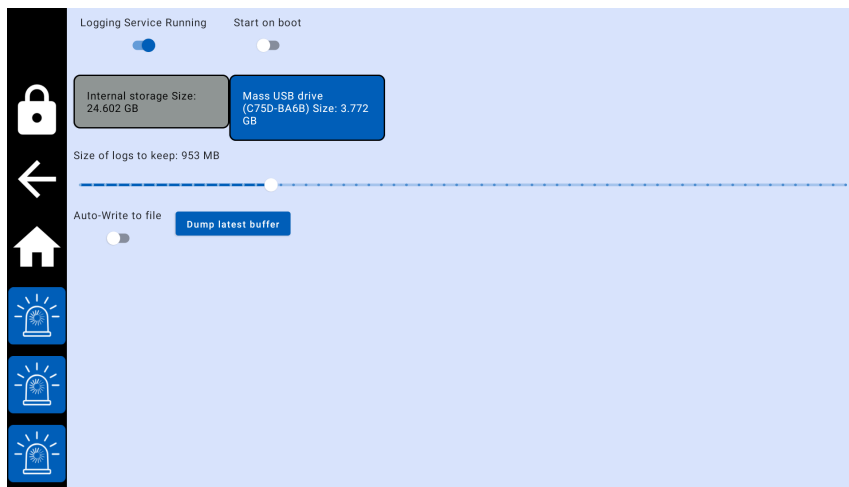 Logging Service Running
Start on boot
Internal storage Size:
24.602 GB
Mass USB drive
(C75D-BA6B) Size: 3.772
GB
Size of logs to keep: 953 MB
Auto-Write to file
Dump latest buffer